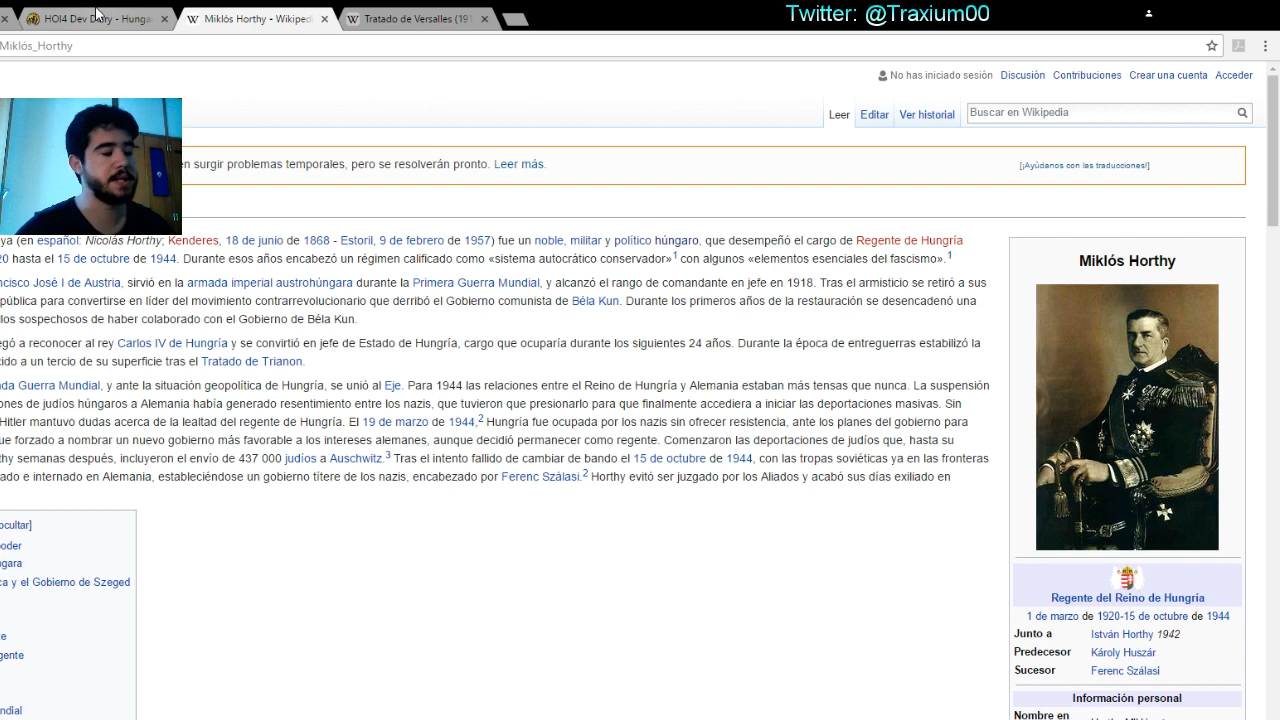 HOI4 Dev Diary - Hunga
Miklós Horthy - Wikiped
Tratado de Versalles (191
Twitter: @Traxium00
Miklós_Horthy
No ha iniciado sesión Discusión Contribuciones Crear una cuenta Acceder
Leer Editar Ver historial Buscar en Wikipedia
en surgir problemas temporales, pero se resolverán pronto. Leer más.
[¡Ayúdanos con las traducciones!]
ya (en español: Nicolás Horthy; Kenderes, 18 de junio de 1868 - Estoril, 9 de febrero de 1957) fue un noble, militar y político húngaro, que desempeñó el cargo de Regente de Hungría
20 hasta el 15 de octubre de 1944. Durante esos años encabezó un régimen calificado como «sistema autocrático conservador»1 con algunos «elementos esenciales del fascismo».1
ncisco José I de Austria, sirvió en la armada imperial austrohúngara durante la Primera Guerra Mundial, y alcanzó el rango de comandante en jefe en 1918. Tras el armisticio se retiró a sus
pública para convertirse en líder del movimiento contrarrevolucionario que derribó el Gobierno comunista de Béla Kun. Durante los primeros años de la restauración se desencadenó una
llos sospechosos de haber colaborado con el Gobierno de Béla Kun.
egó a reconocer al rey Carlos IV de Hungría y se convirtió en jefe de Estado de Hungría, cargo que ocuparía durante los siguientes 24 años. Durante la época de entreguerras estabilizó la
cido a un tercio de su superficie tras el Tratado de Trianon.
nda Guerra Mundial, y ante la situación geopolítica de Hungría, se unió al Eje. Para 1944 las relaciones entre el Reino de Hungría y Alemania estaban más tensas que nunca. La suspensión
ones de judíos húngaros a Alemania había generado resentimiento entre los nazis, que tuvieron que presionarlo para que finalmente accediera a iniciar las deportaciones masivas. Sin
Hitler mantuvo dudas acerca de la lealtad del regente de Hungría. El 19 de marzo de 1944,2 Hungría fue ocupada por los nazis sin ofrecer resistencia, ante los planes del gobierno para
ue forzado a nombrar un nuevo gobierno más favorable a los intereses alemanes, aunque decidió permanecer como regente. Comenzaron las deportaciones de judíos que, hasta su
thy semanas después, incluyeron el envío de 437 000 judíos a Auschwitz.3 Tras el intento fallido de cambiar de bando el 15 de octubre de 1944, con las tropas soviéticas ya en las fronteras
ado e internado en Alemania, estableciéndose un gobierno títere de los nazis, encabezado por Ferenc Szálasi.2 Horthy evitó ser juzgado por los Aliados y acabó sus días exiliado en
ocultar]
poder
ngara
ca y el Gobierno de Szeged
te
gente
ndial
Miklós Horthy
Regente del Reino de Hungría
1 de marzo de 1920-15 de octubre de 1944
Junto a István Horthy 1942
Predecesor Károly Huszár
Sucesor Ferenc Szálasi
Información personal
Nombre en